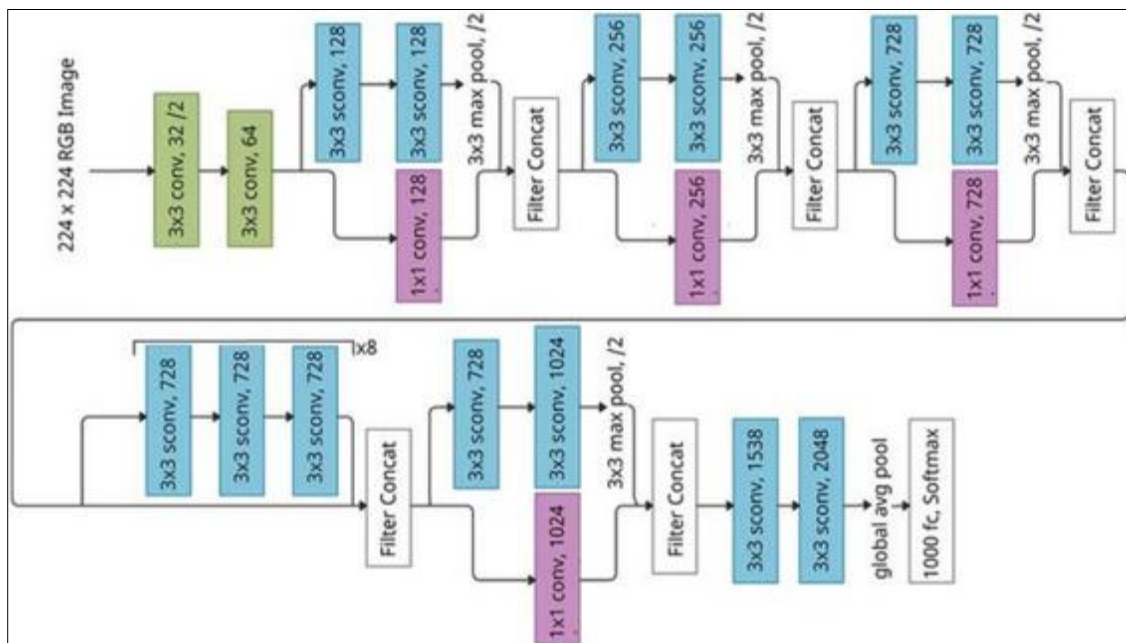 224 x 224 RGB Image
3x3 conv, 32 /2
3x3 conv, 64
3x3 sconv, 128
3x3 sconv, 128
3x3 max pool, /2
1x1 conv, 128
Filter Concat
3x3 sconv, 256
3x3 sconv, 256
3x3 max pool, /2
1x1 conv, 256
Filter Concat
3x3 sconv, 728
3x3 sconv, 728
3x3 max pool, /2
1x1 conv, 728
Filter Concat
3x3 sconv, 728
3x3 sconv, 728
3x3 sconv, 728
x8
Filter Concat
3x3 sconv, 728
3x3 sconv, 1024
3x3 max pool, /2
1x1 conv, 1024
Filter Concat
3x3 sconv, 1538
3x3 sconv, 2048
global avg pool
1000 fc, Softmax